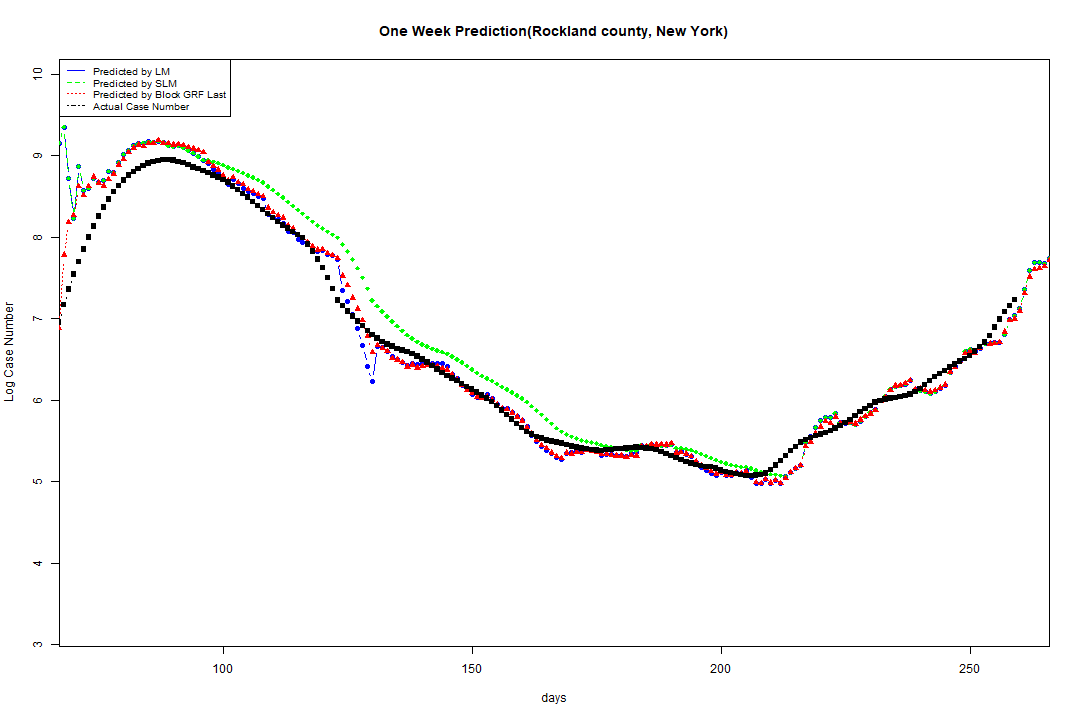 One Week Prediction(Rockland county, New York)
Predicted by LM
Predicted by SLM
Predicted by Block GRF Last
Actual Case Number
10
9
8
7
6
5
4
3
Log Case Number
100
150
200
250
days